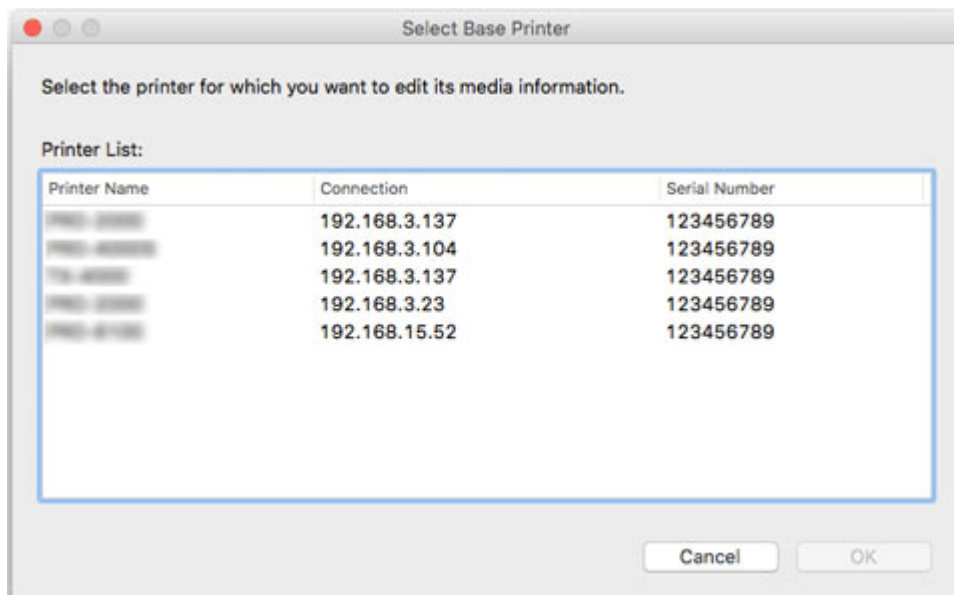 Select Base Printer
Select the printer for which you want to edit its media information.
Printer List:
Printer Name Connection Serial Number
192.168.3.137 123456789
192.168.3.104 123456789
192.168.3.137 123456789
192.168.3.23 123456789
192.168.15.52 123456789
Cancel OK